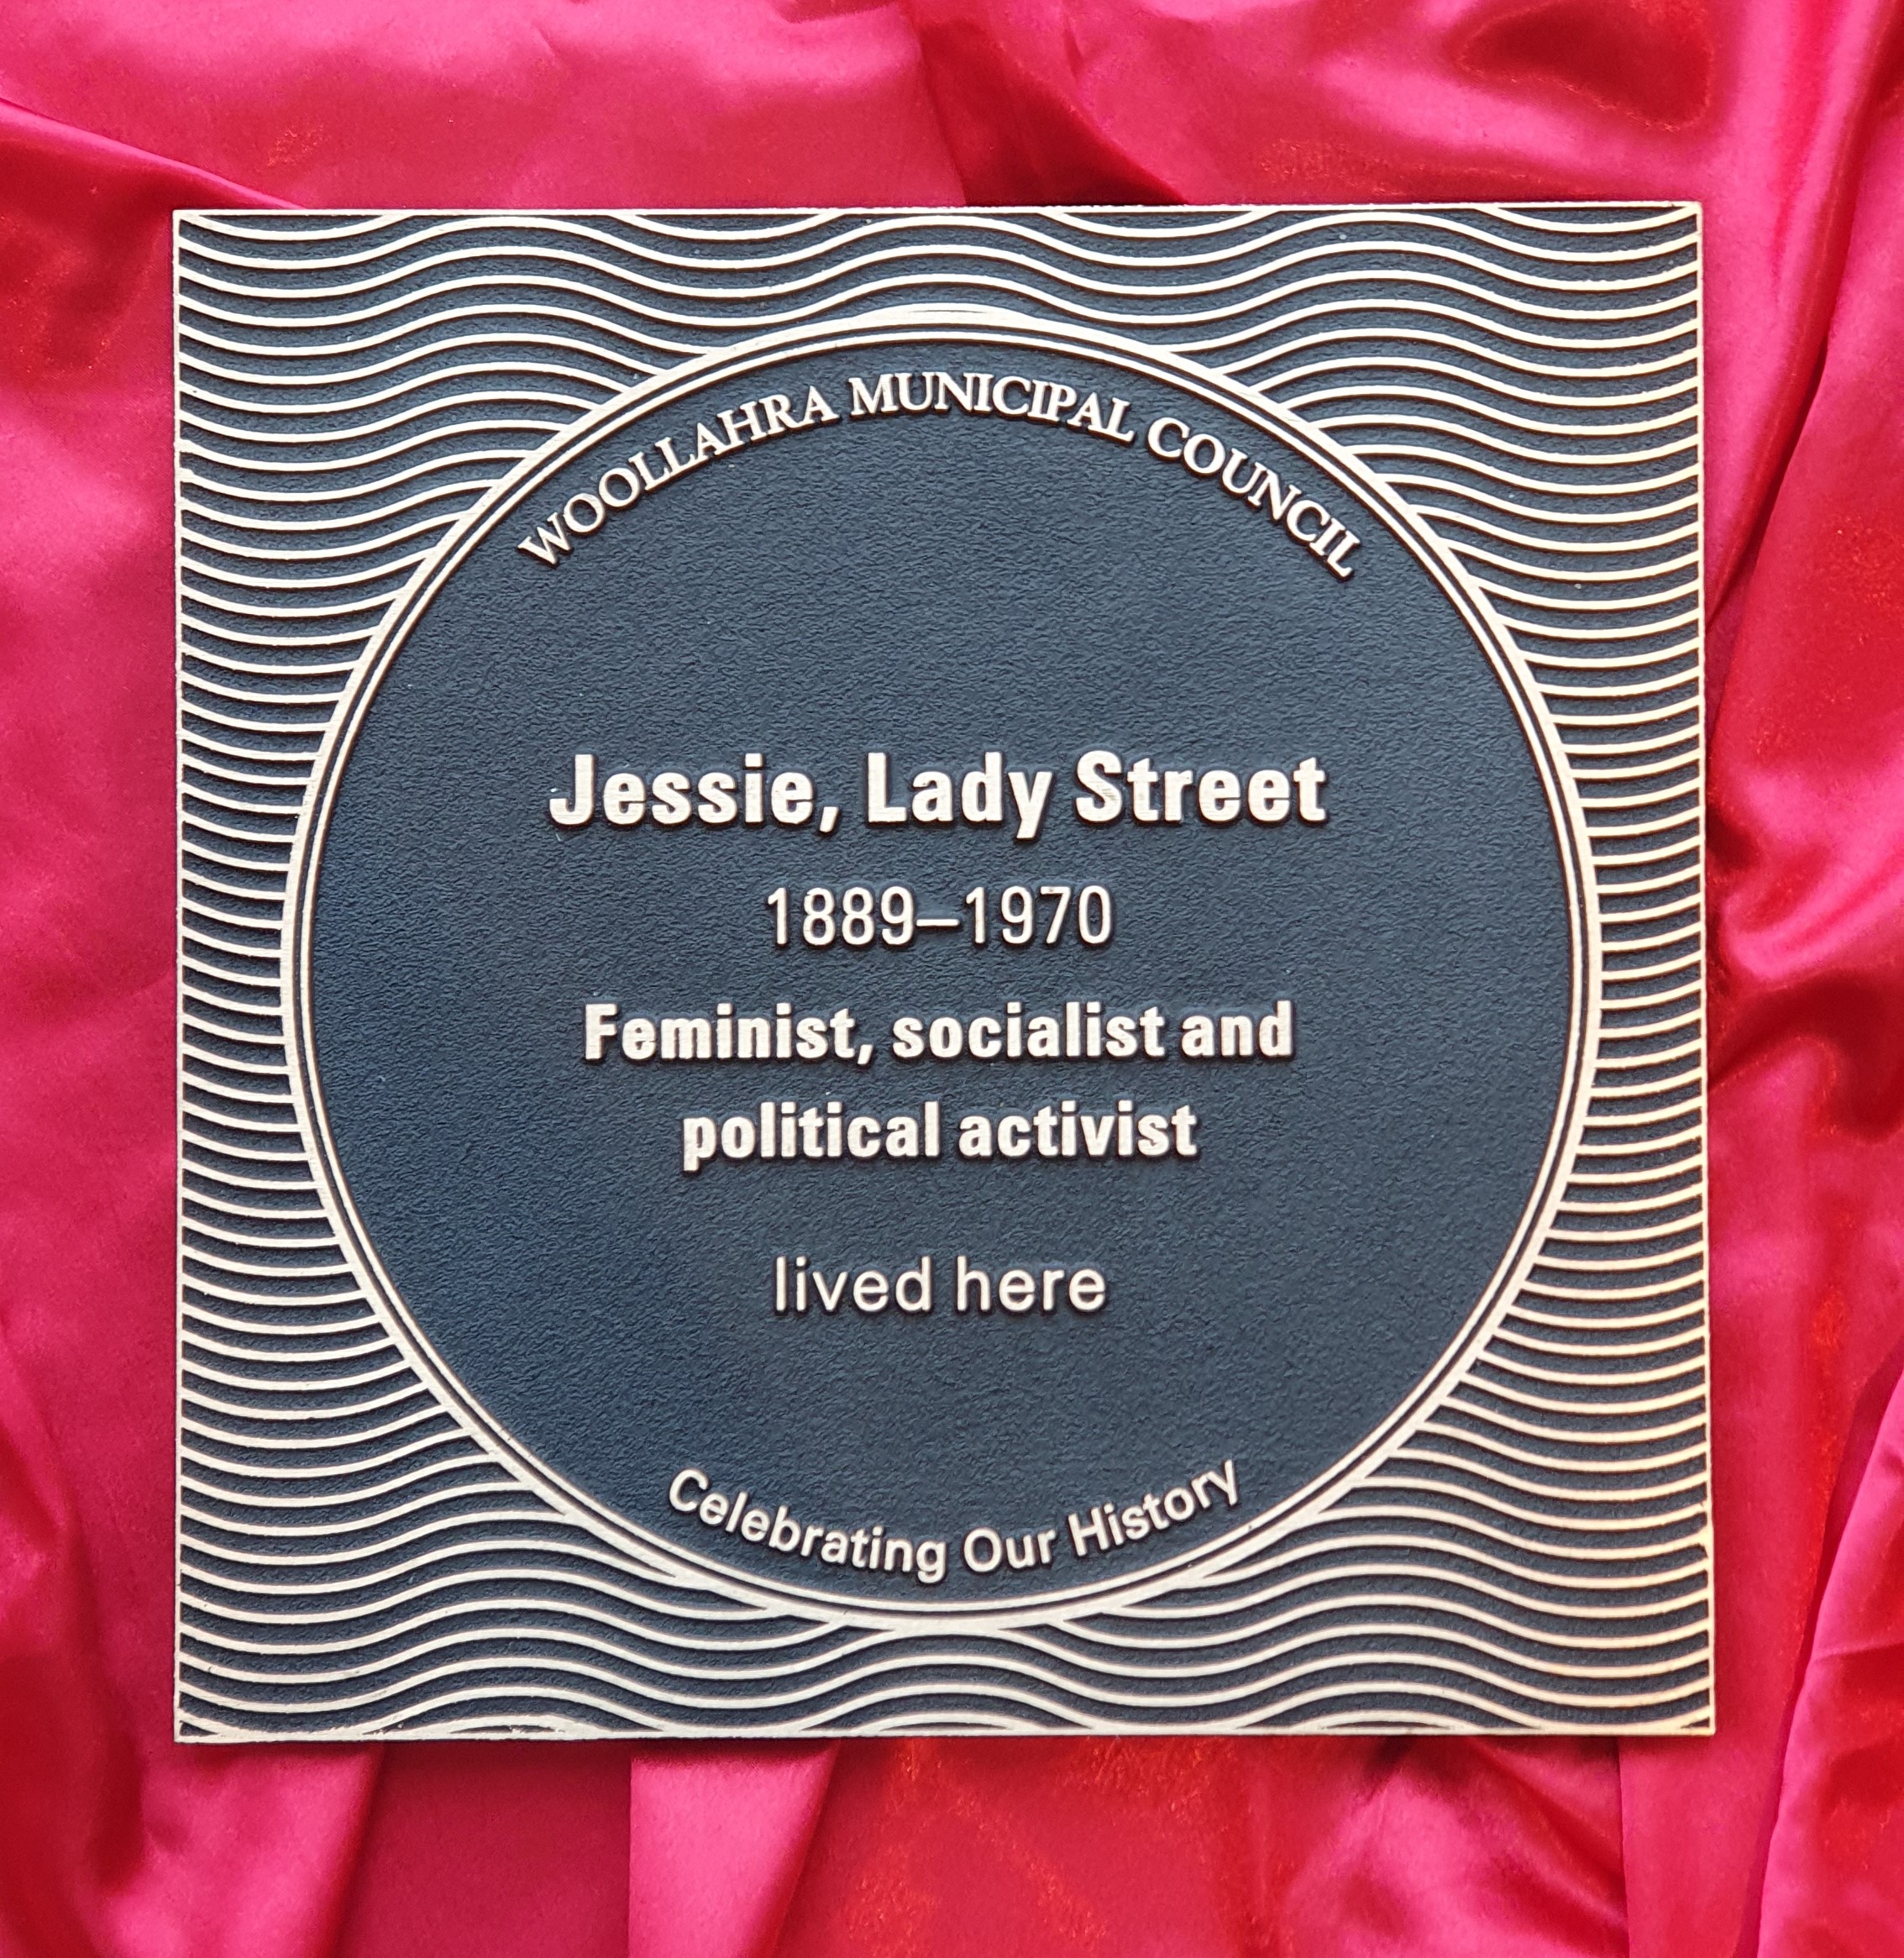 WOOLLAHRA MUNICIPAL COUNCIL
Jessie, Lady Street
1889–1970
Feminist, socialist and
political activist
lived here
Celebrating Our History